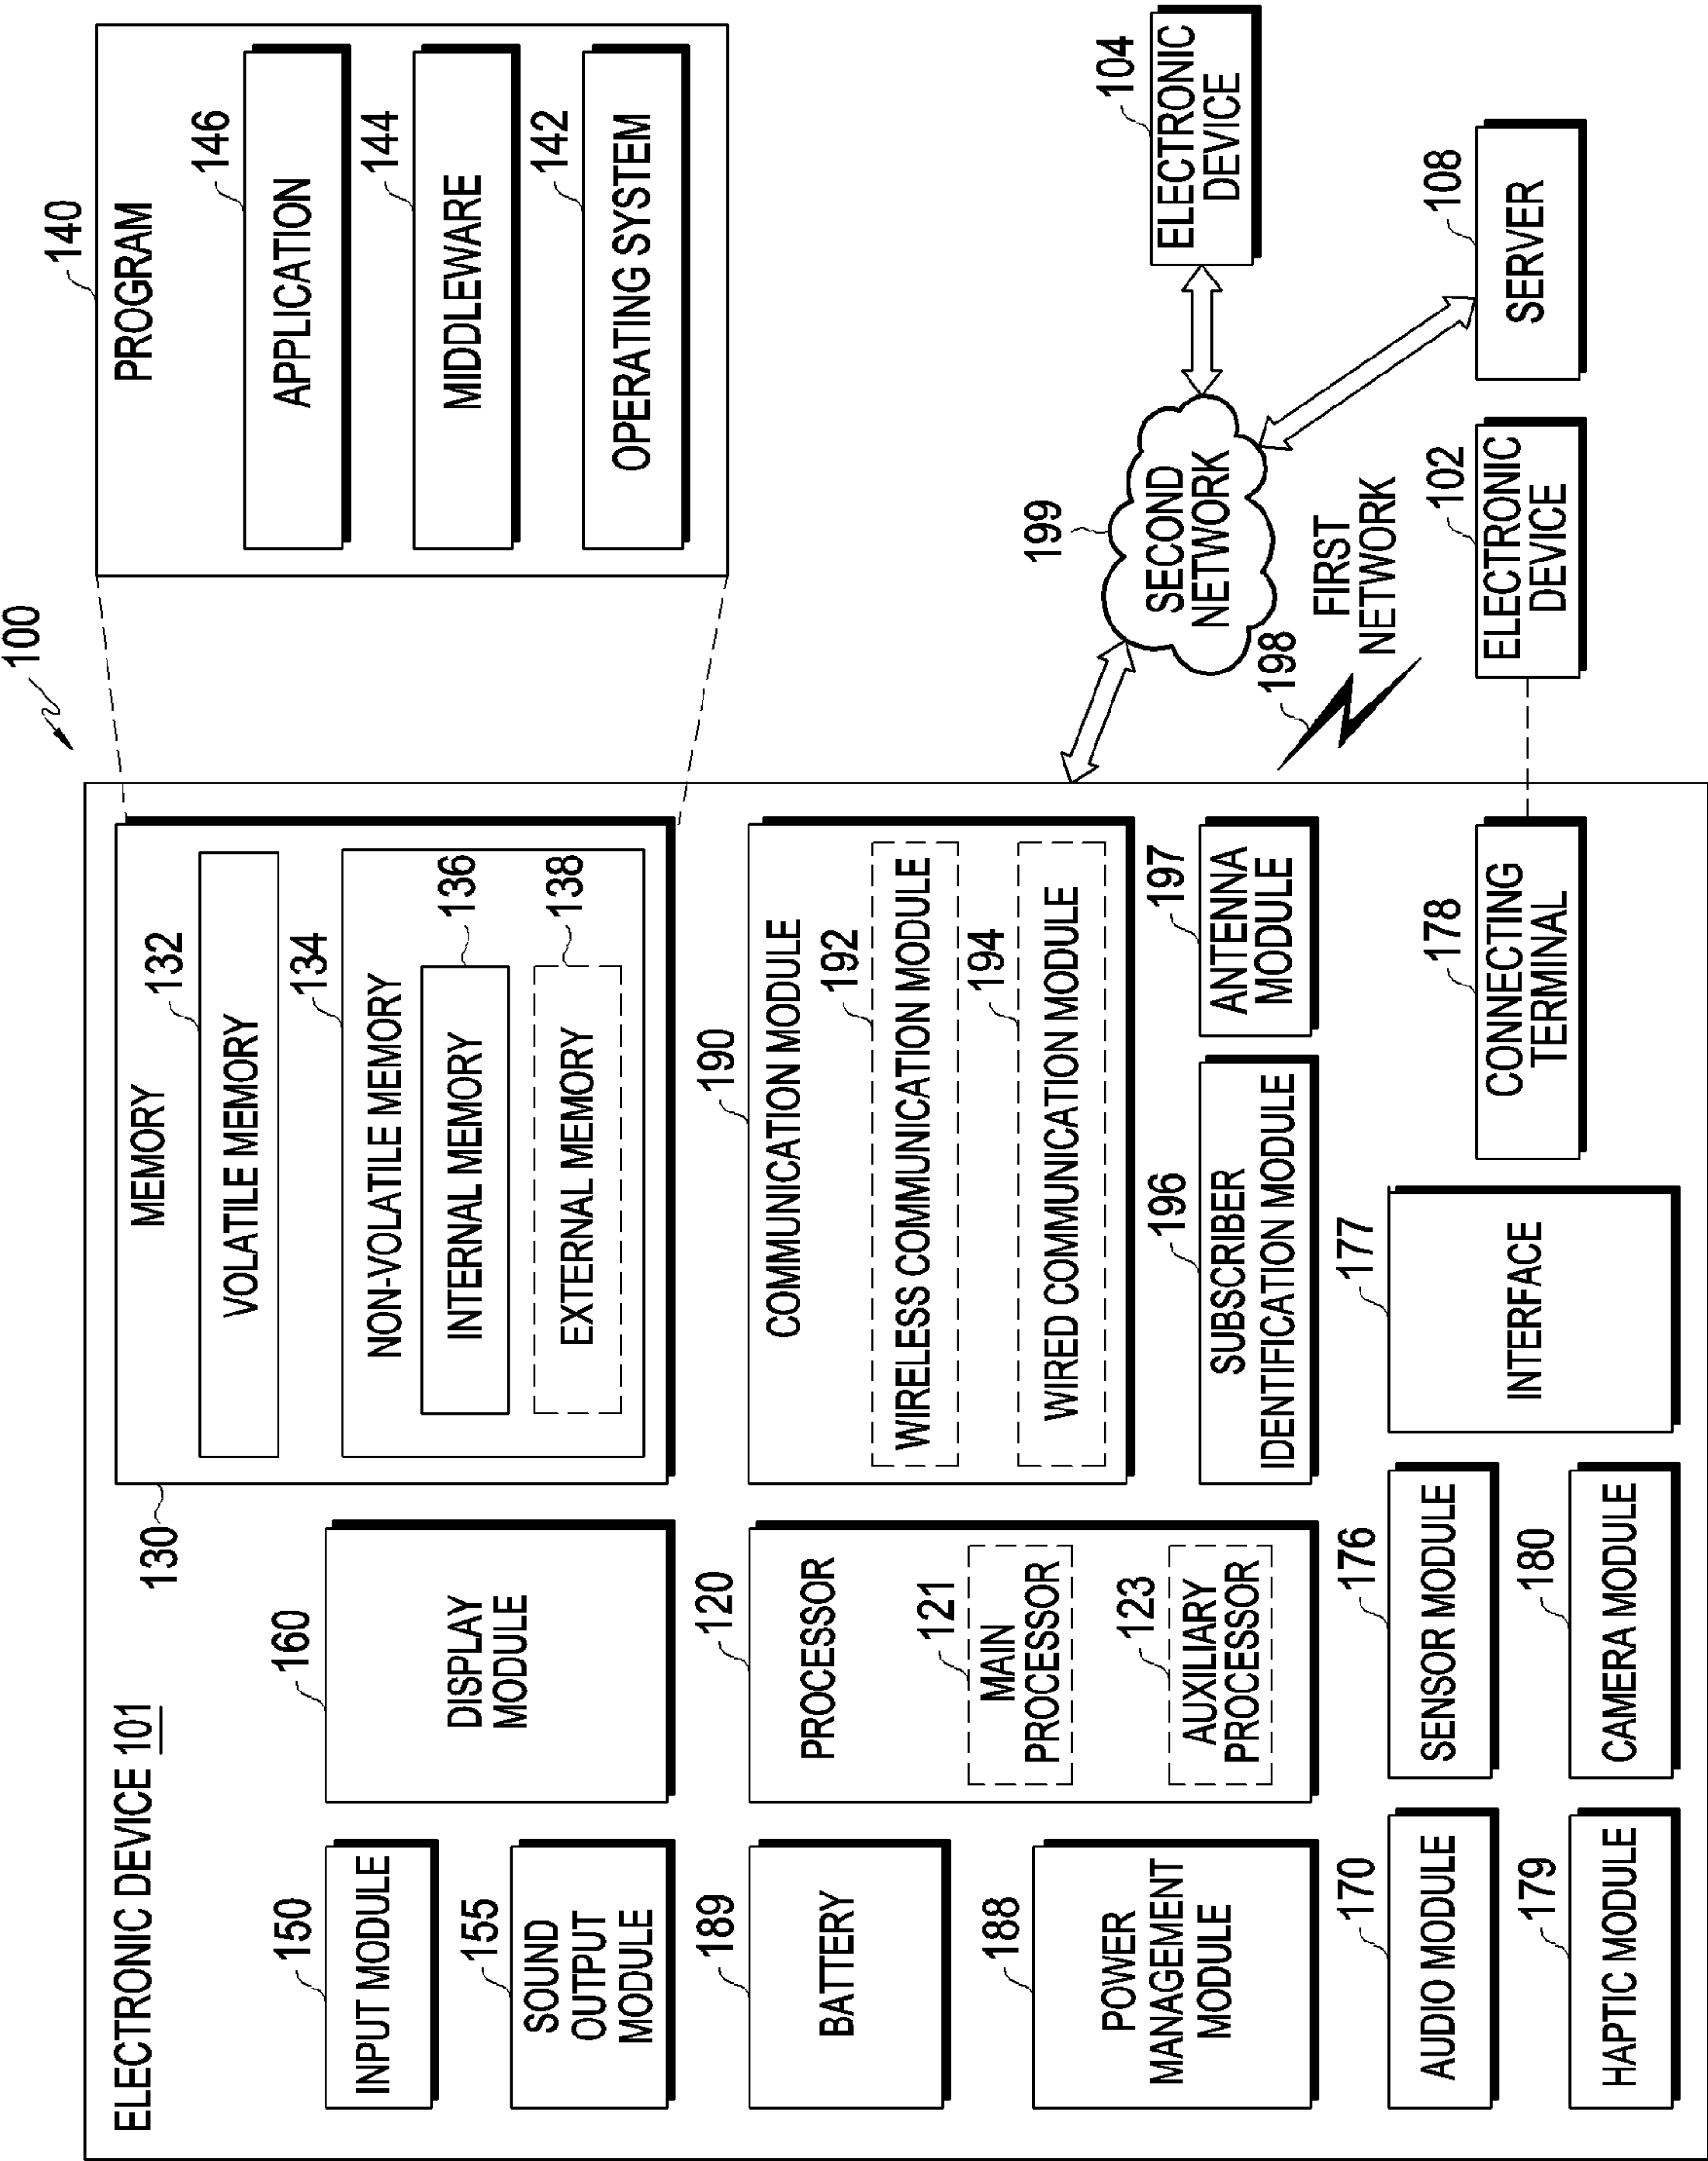 100
ELECTRONIC DEVICE 101
130
MEMORY
132
VOLATILE MEMORY
134
NON-VOLATILE MEMORY
136
INTERNAL MEMORY
138
EXTERNAL MEMORY
140
PROGRAM
146
APPLICATION
144
MIDDLEWARE
142
OPERATING SYSTEM
150
INPUT MODULE
155
SOUND
OUTPUT
MODULE
160
DISPLAY
MODULE
189
BATTERY
188
POWER
MANAGEMENT
MODULE
120
PROCESSOR
121
MAIN
PROCESSOR
123
AUXILIARY
PROCESSOR
190
COMMUNICATION MODULE
192
WIRELESS COMMUNICATION MODULE
194
WIRED COMMUNICATION MODULE
196
SUBSCRIBER
IDENTIFICATION MODULE
197
ANTENNA
MODULE
199
SECOND
NETWORK
104
ELECTRONIC
DEVICE
198
FIRST
NETWORK
108
SERVER
102
ELECTRONIC
DEVICE
170
AUDIO MODULE
176
SENSOR MODULE
177
INTERFACE
178
CONNECTING
TERMINAL
179
HAPTIC MODULE
180
CAMERA MODULE